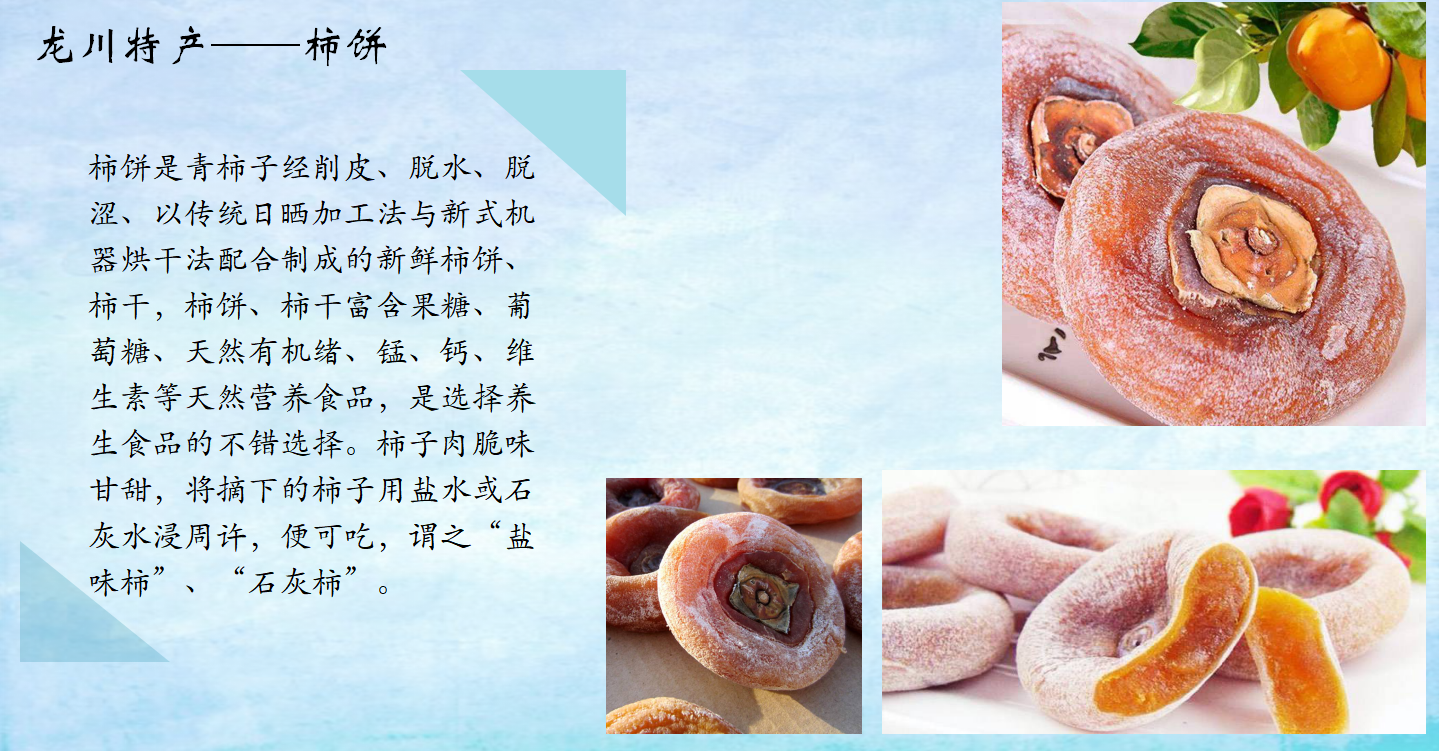 龙川特产——柿饼
柿饼是青柿子经削皮、脱水、脱
涩、以传统日晒加工法与新式机
器烘干法配合制成的新鲜柿饼、
柿干，柿饼、柿干富含果糖、葡
萄糖、天然有机绪、锰、钙、维
生素等天然营养食品，是选择养
生食品的不错选择。柿子肉脆味
甘甜，将摘下的柿子用盐水或石
灰水浸周许，便可吃，谓之“盐
味柿”、“石灰柿”。